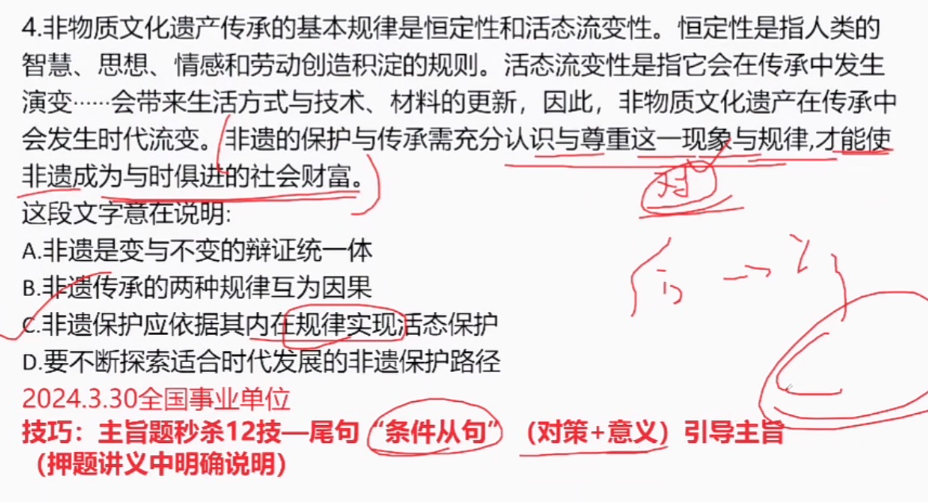 4.非物质文化遗产传承的基本规律是恒定性和活态流变性。恒定性是指人类的
智慧、思想、情感和劳动创造积淀的规则。活态流变性是指它会在传承中发生
演变……会带来生活方式与技术、材料的更新，因此，非物质文化遗产在传承中
会发生时代流变。非遗的保护与传承需充分认识与尊重这一现象与规律,才能使
非遗成为与时俱进的社会财富。
对
这段文字意在说明:
A.非遗是变与不变的辩证统一体
B.非遗传承的两种规律互为因果
C.非遗保护应依据其内在规律实现活态保护
D.要不断探索适合时代发展的非遗保护路径
2024.3.30全国事业单位
技巧：主旨题秒杀12技—尾句“条件从句”（对策+意义）引导主旨
（押题讲义中明确说明）